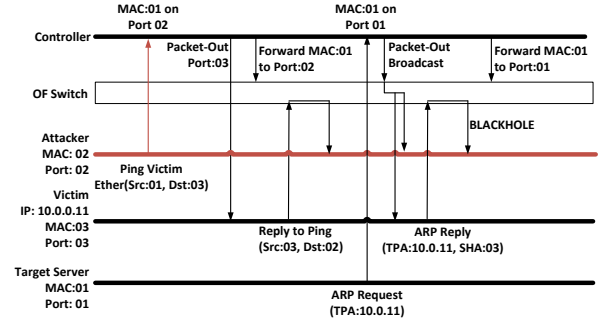 MAC:01 on
Port 02
MAC:01 on
Port 01
Controller
Packet-Out
Port:03
Forward MAC:01
to Port:02
Packet-Out
Broadcast
Forward MAC:01
to Port:01
OF Switch
BLACKHOLE
Attacker
MAC: 02
Port: 02
Ping Victim
Ether(Src:01, Dst:03)
Victim
IP: 10.0.0.11
MAC:03
Port: 03
Reply to Ping
(Src:03, Dst:02)
ARP Reply
(TPA:10.0.11, SHA:03)
Target Server
MAC:01
Port: 01
ARP Request
(TPA:10.0.11)